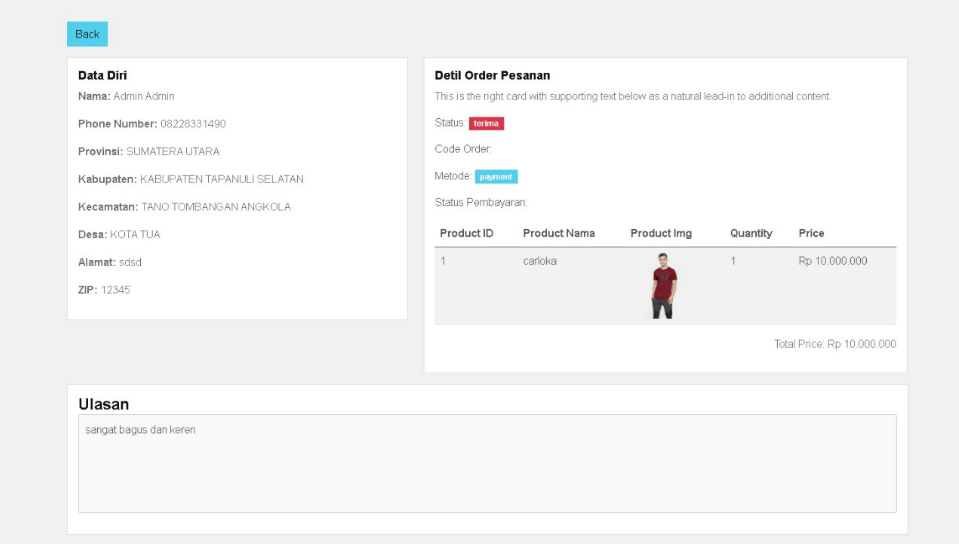 Back
Data Diri
Nama: Admin Admin
Phone Number: 08228331490
Provinsi: SUMATERA UTARA
Kabupaten: KABUPATEN TAPANULI SELATAN
Kecamatan: TANO TOMBANGAN ANGKOLA
Desa: KOTA TUA
Alamat: sdsd
ZIP: 12345
Detil Order Pesanan
This is the right card with supporting text below as a natural lead-in to additional content.
Status: terima
Code Order:
Metode: payment
Status Pembayaran:
Product ID Product Nama Product Img Quantity Price
1 carloka 1 Rp 10.000.000
Total Price: Rp 10.000.000
Ulasan
sangat bagus dan keren